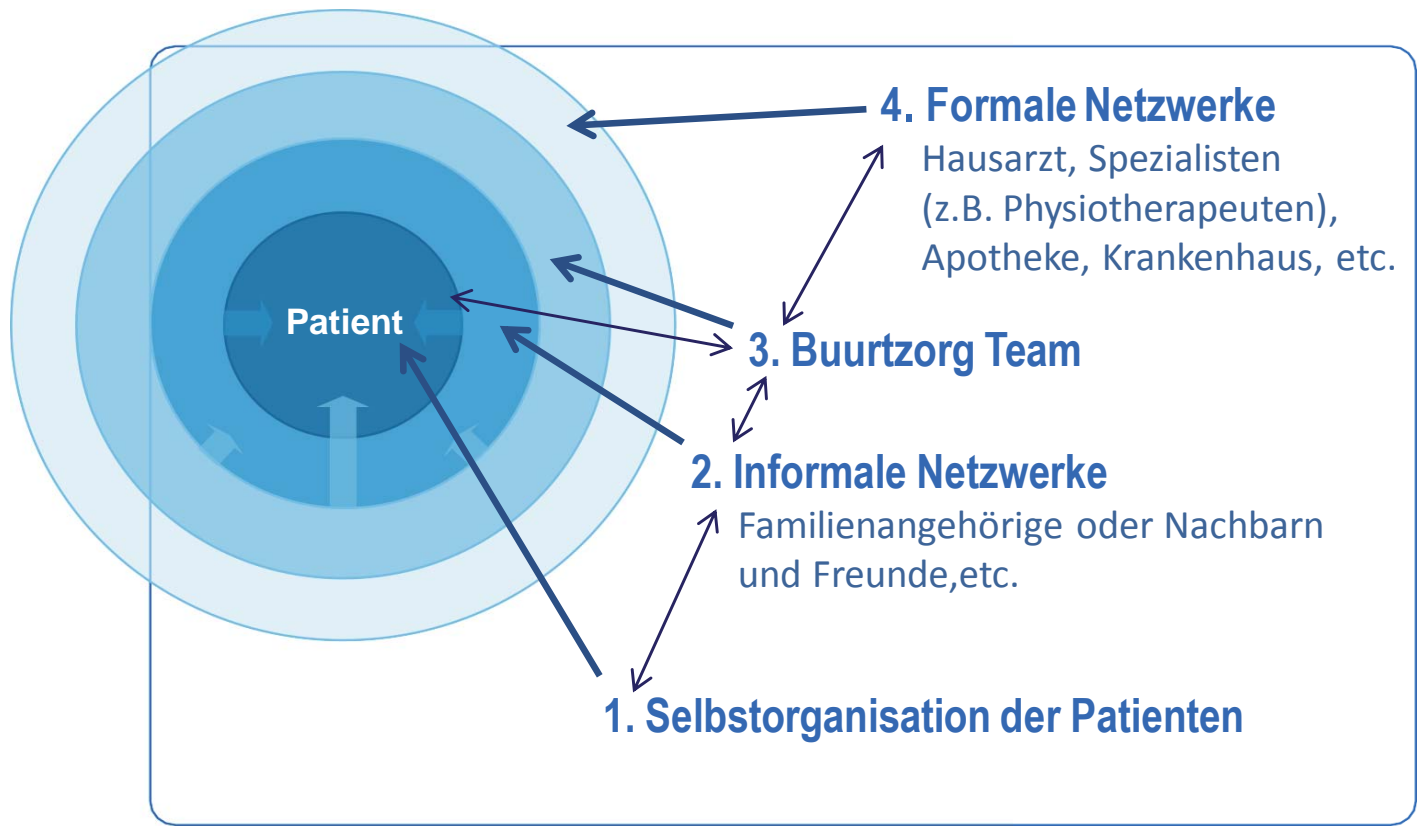 4. Formale Netzwerke
Hausarzt, Spezialisten
(z.B. Physiotherapeuten),
Apotheke, Krankenhaus, etc.
Patient
3. Buurtzorg Team
2. Informale Netzwerke
Familienangehörige oder Nachbarn
und Freunde,etc.
1. Selbstorganisation der Patienten